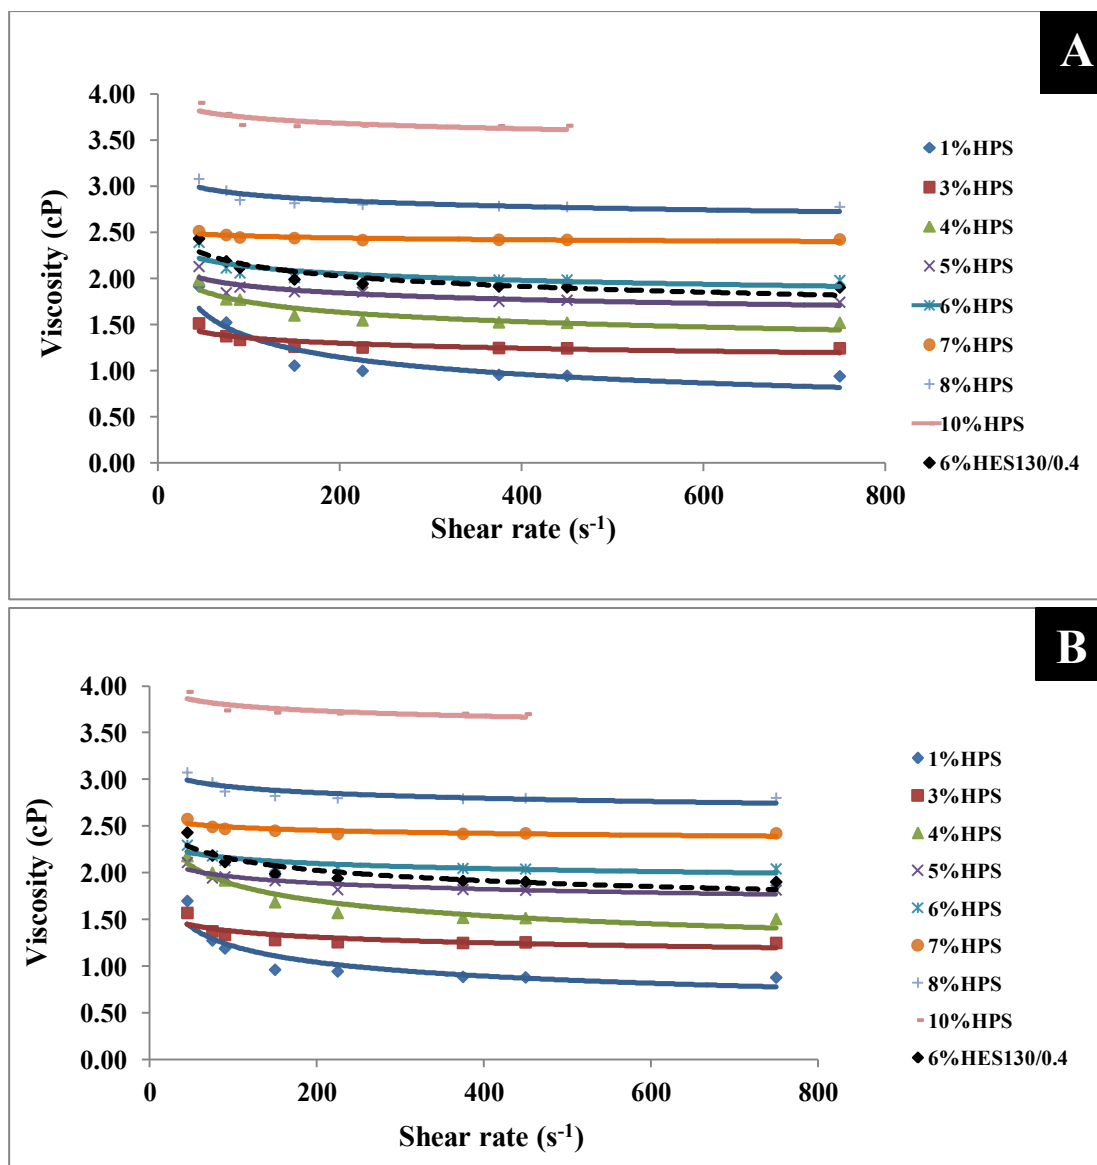 A
Viscosity (cP)
4.00
3.50
3.00
2.50
2.00
1.50
1.00
0.50
0.00
0
200
400
600
800
Shear rate (s-1)
1%HPS
3%HPS
4%HPS
5%HPS
6%HPS
7%HPS
8%HPS
10%HPS
6%HES130/0.4
B
Viscosity (cP)
4.00
3.50
3.00
2.50
2.00
1.50
1.00
0.50
0.00
0
200
400
600
800
Shear rate (s-1)
1%HPS
3%HPS
4%HPS
5%HPS
6%HPS
7%HPS
8%HPS
10%HPS
6%HES130/0.4